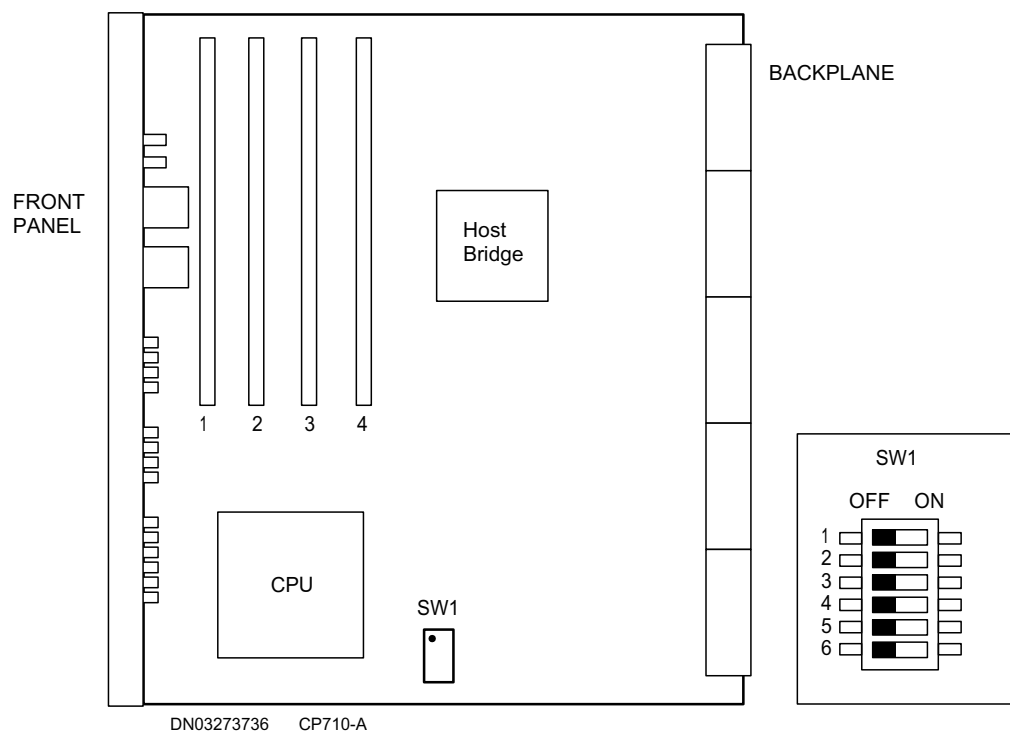 BACKPLANE
FRONT
PANEL
Host
Bridge
1 2 3 4
SW1
OFF ON
1
2
3
4
5
6
CPU
SW1
DN03273736 CP710-A